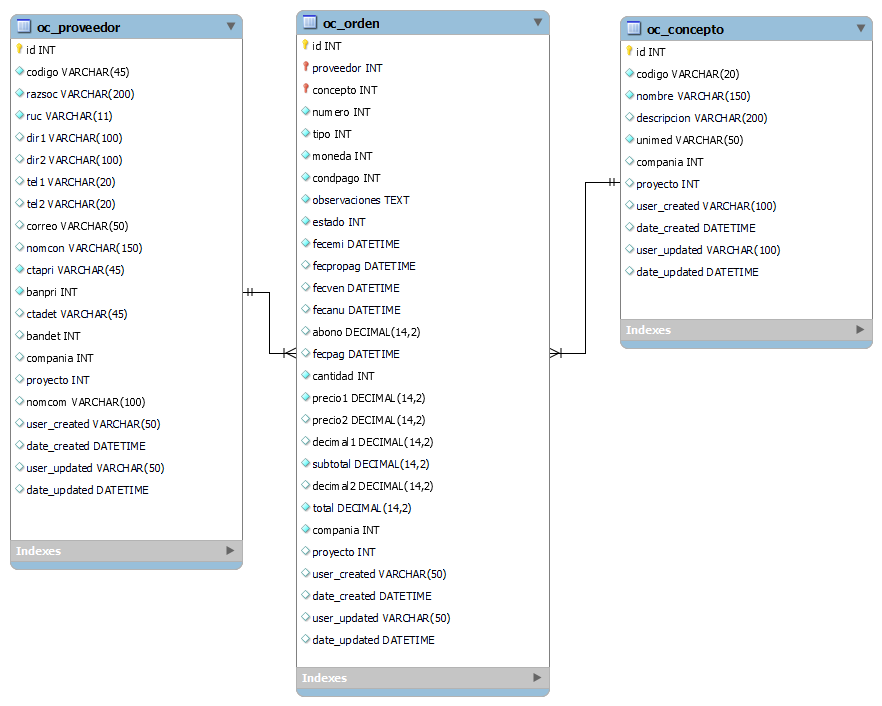 oc_proveedor
id INT
codigo VARCHAR(45)
razsoc VARCHAR(200)
ruc VARCHAR(11)
dir1 VARCHAR(100)
dir2 VARCHAR(100)
tel1 VARCHAR(20)
tel2 VARCHAR(20)
correo VARCHAR(50)
nomcon VARCHAR(150)
ctapri VARCHAR(45)
banpri INT
ctadet VARCHAR(45)
bandet INT
compania INT
proyecto INT
nomcom VARCHAR(100)
user_created VARCHAR(50)
date_created DATETIME
user_updated VARCHAR(50)
date_updated DATETIME
Indexes
oc_orden
id INT
proveedor INT
concepto INT
numero INT
tipo INT
moneda INT
condpago INT
observaciones TEXT
estado INT
fecemi DATETIME
fecpropag DATETIME
fecven DATETIME
fecanu DATETIME
abono DECIMAL(14,2)
fecpag DATETIME
cantidad INT
precio1 DECIMAL(14,2)
precio2 DECIMAL(14,2)
decimal1 DECIMAL(14,2)
subtotal DECIMAL(14,2)
decimal2 DECIMAL(14,2)
total DECIMAL(14,2)
compania INT
proyecto INT
user_created VARCHAR(50)
date_created DATETIME
user_updated VARCHAR(50)
date_updated DATETIME
Indexes
oc_concepto
id INT
codigo VARCHAR(20)
nombre VARCHAR(150)
descripcion VARCHAR(200)
unimed VARCHAR(50)
compania INT
proyecto INT
user_created VARCHAR(100)
date_created DATETIME
user_updated VARCHAR(100)
date_updated DATETIME
Indexes